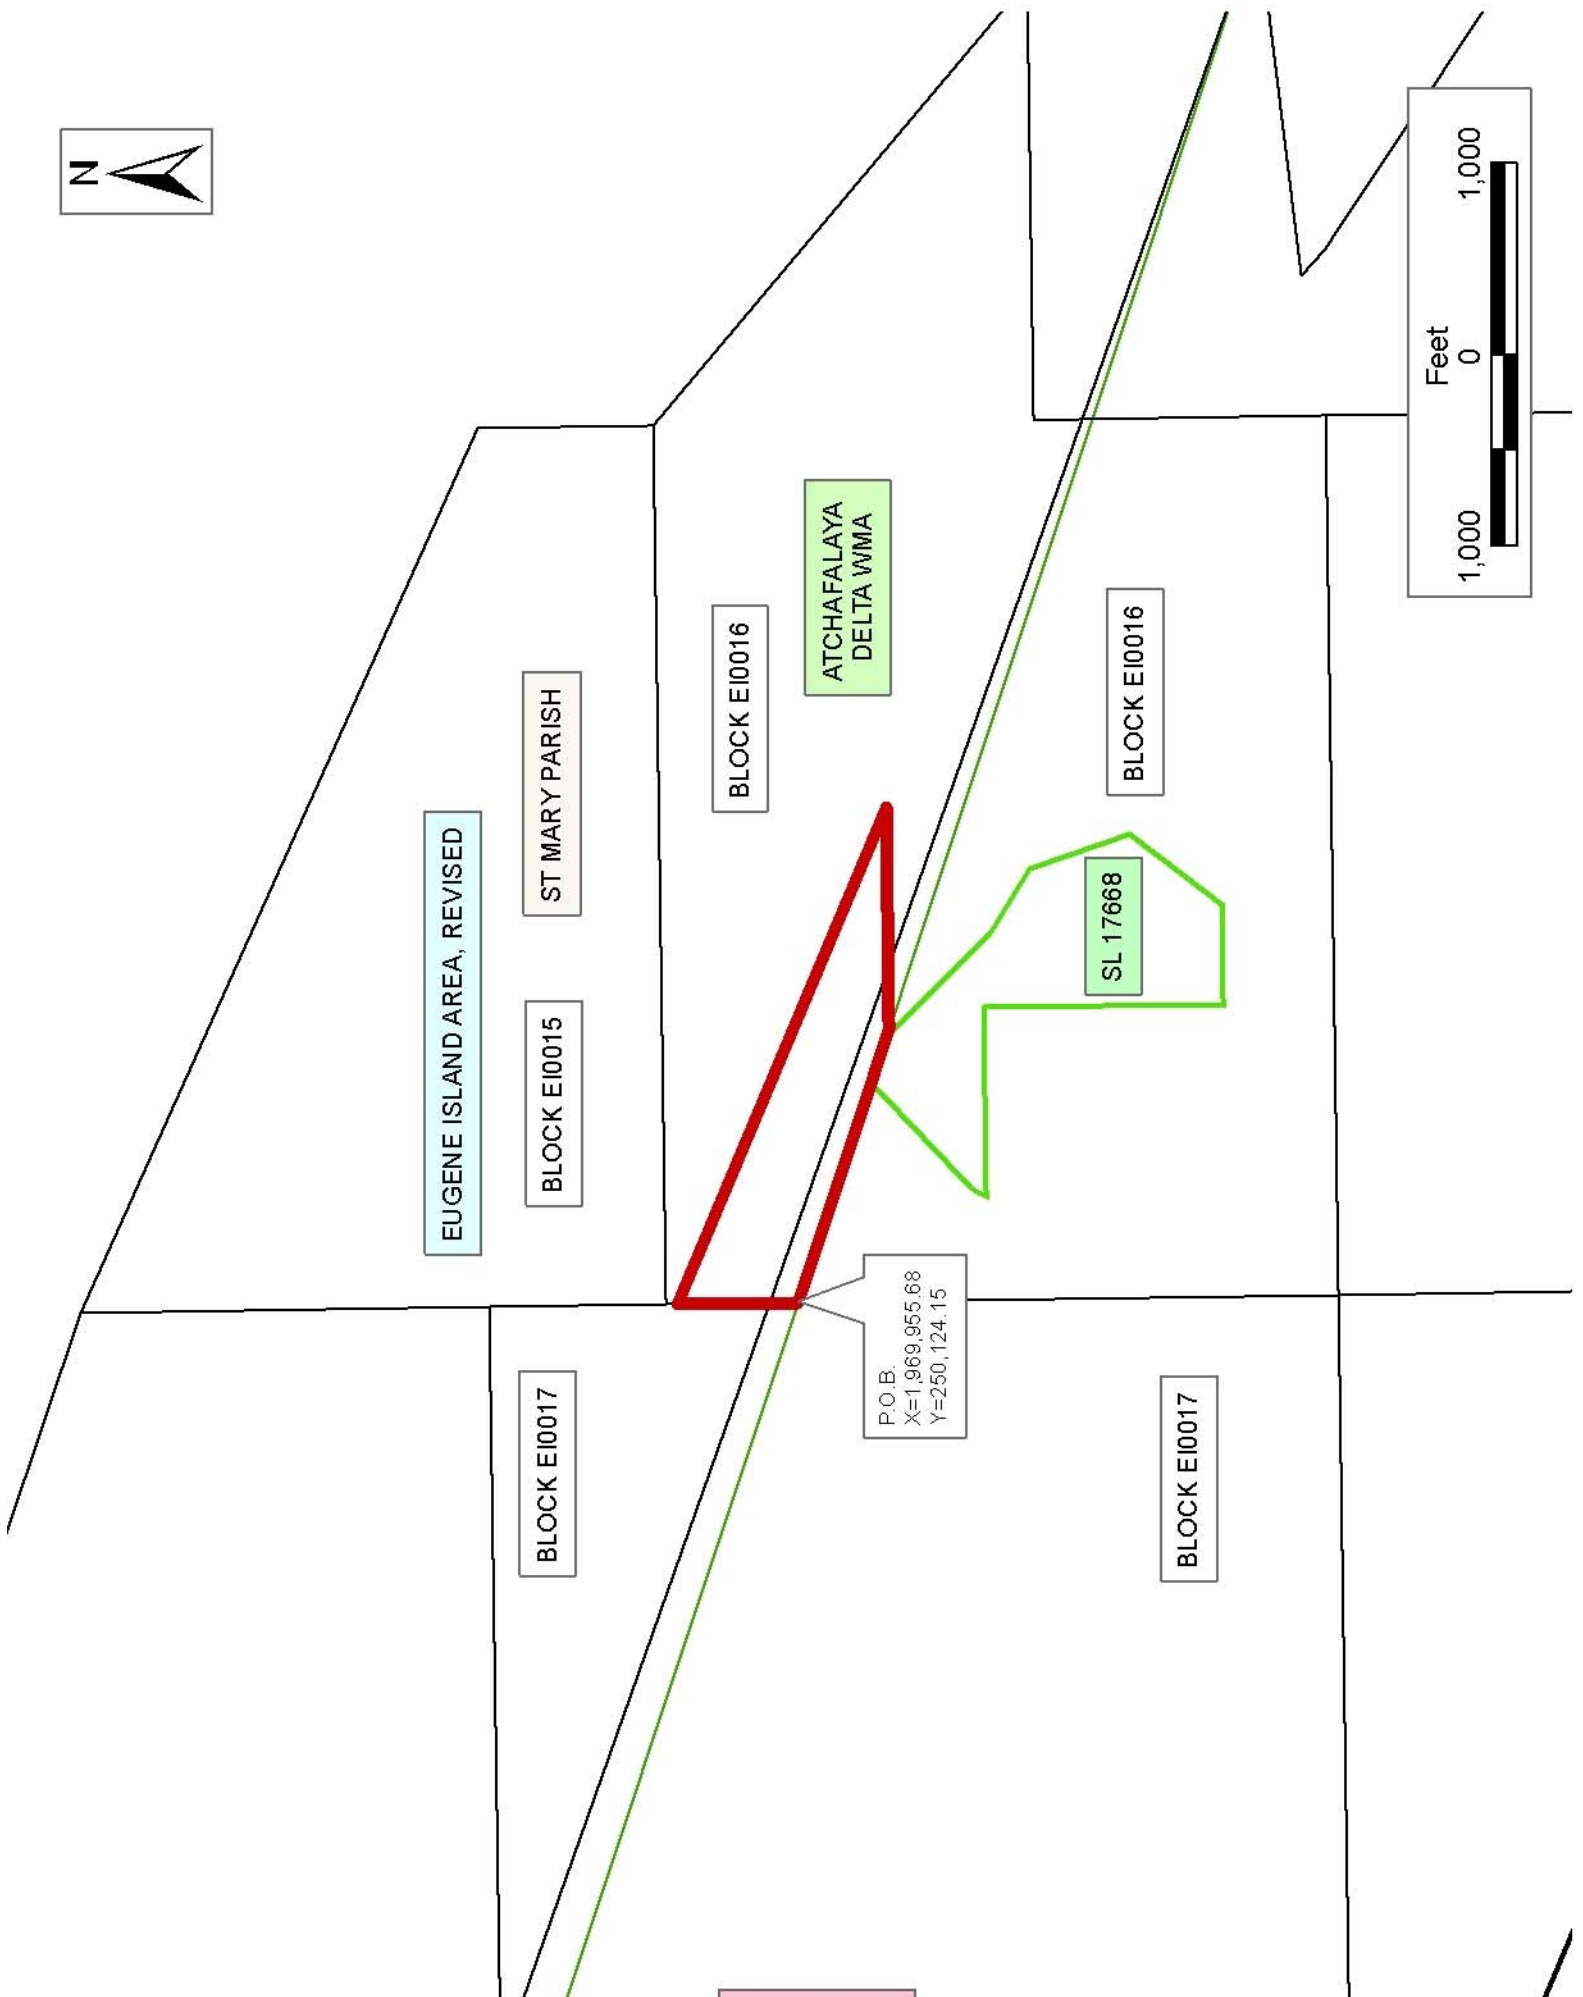 N
EUGENE ISLAND AREA, REVISED
ST MARY PARISH
BLOCK EI0015
BLOCK EI0017
BLOCK EI0016
ATCHAFALAYA
DELTA WMA
P.O.B.
X=1,969,955.68
Y=250,124.15
SL 17668
BLOCK EI0016
BLOCK EI0017
Feet
1,000 0 1,000